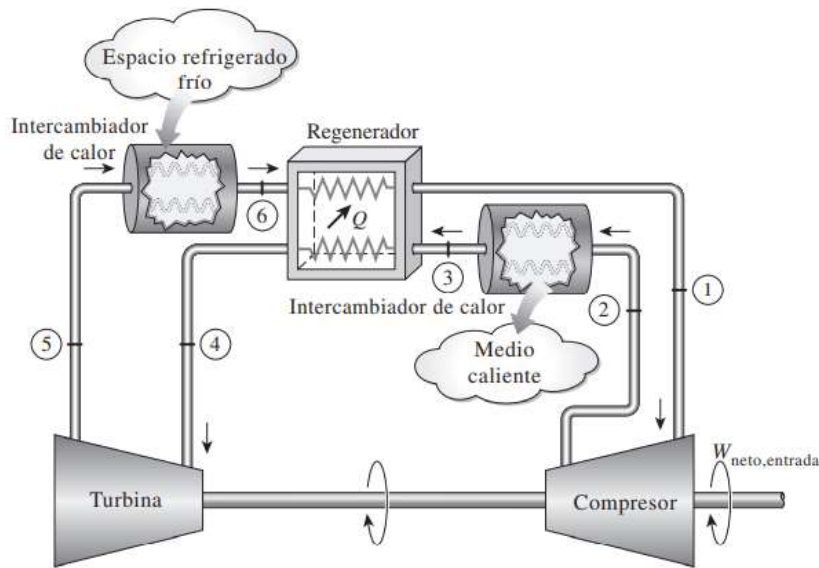 Espacio refrigerado
frío
Intercambiador
de calor
Regenerador
6
Q
3
Intercambiador de calor
2
1
5
4
Medio
caliente
Turbina
Compresor
Wneto,entrada